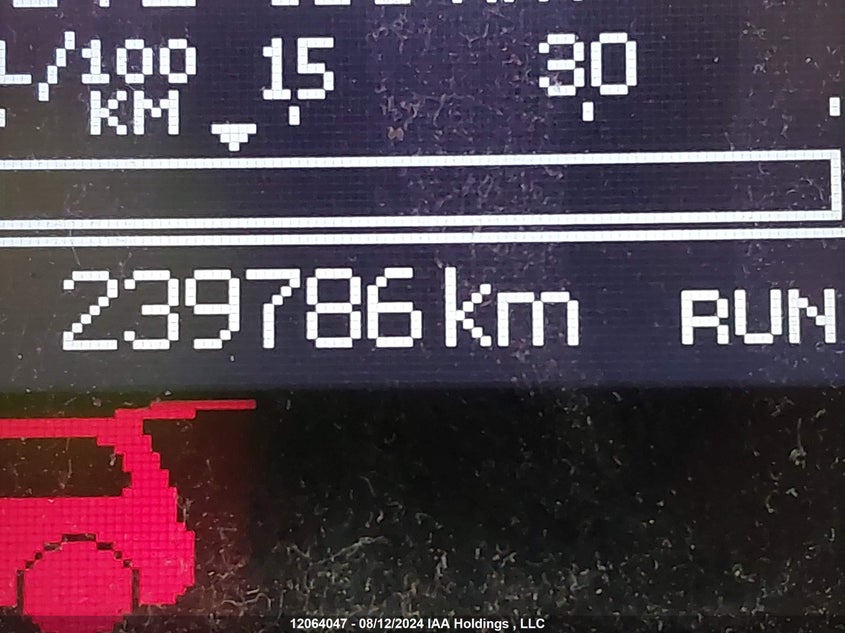 L/100 15 30
KM
239786 km RUN
12064047 - 08/12/2024 IAA Holdings , LLC